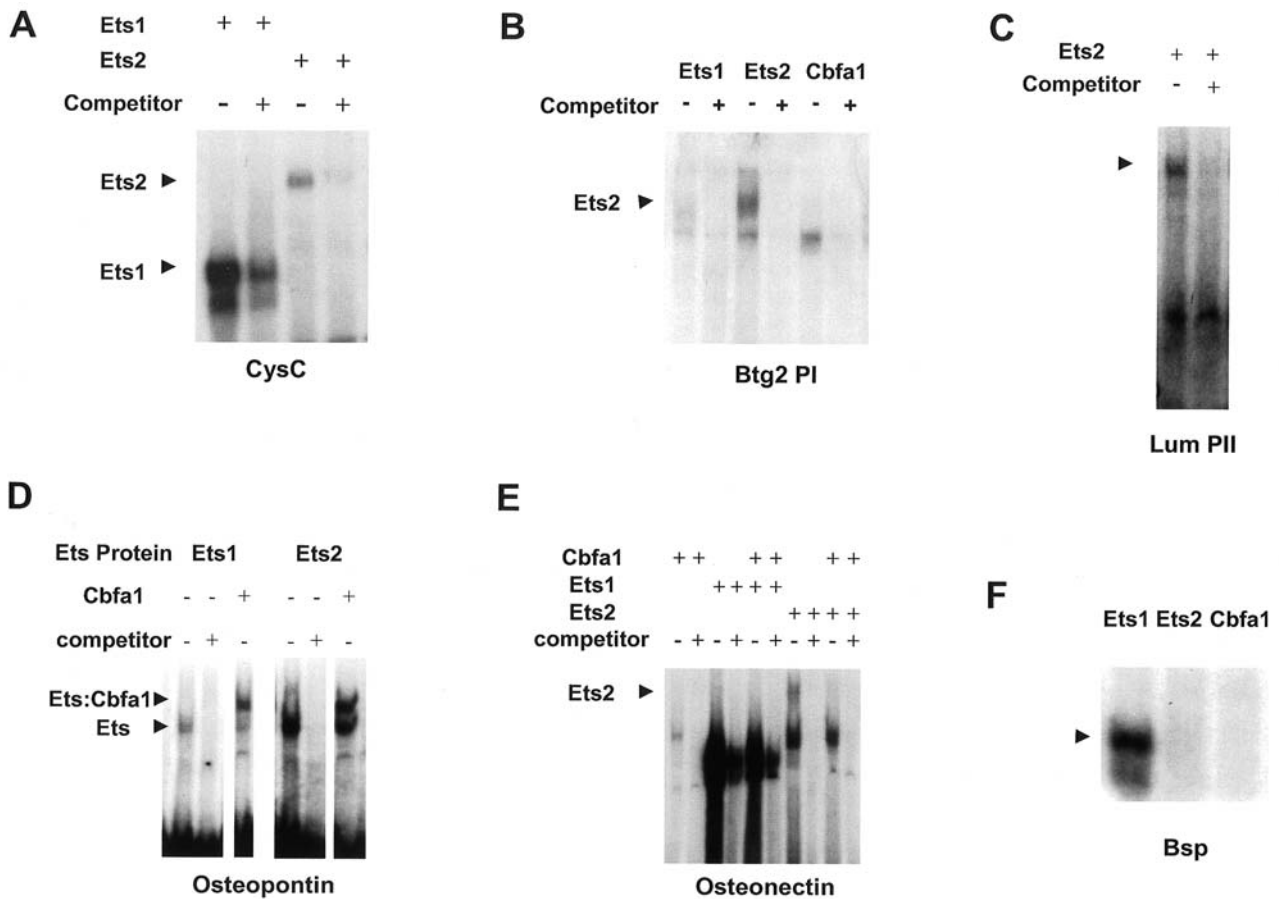 A
Ets1 + +
Ets2 + +
Competitor - + - +
Ets2
Ets1
CysC
B
Ets1 Ets2 Cbfa1
Competitor - + - + - +
Ets2
Btg2 PI
C
Ets2 + +
Competitor - +
Lum PII
D
Ets Protein Ets1 Ets2
Cbfa1 - - + - - +
competitor - + - - + -
Ets:Cbfa1
Ets
Osteopontin
E
Cbfa1 + + + + + +
Ets1 + + + +
Ets2 + + + +
competitor - + - + - + - + - +
Ets2
Osteonectin
F
Ets1 Ets2 Cbfa1
Bsp